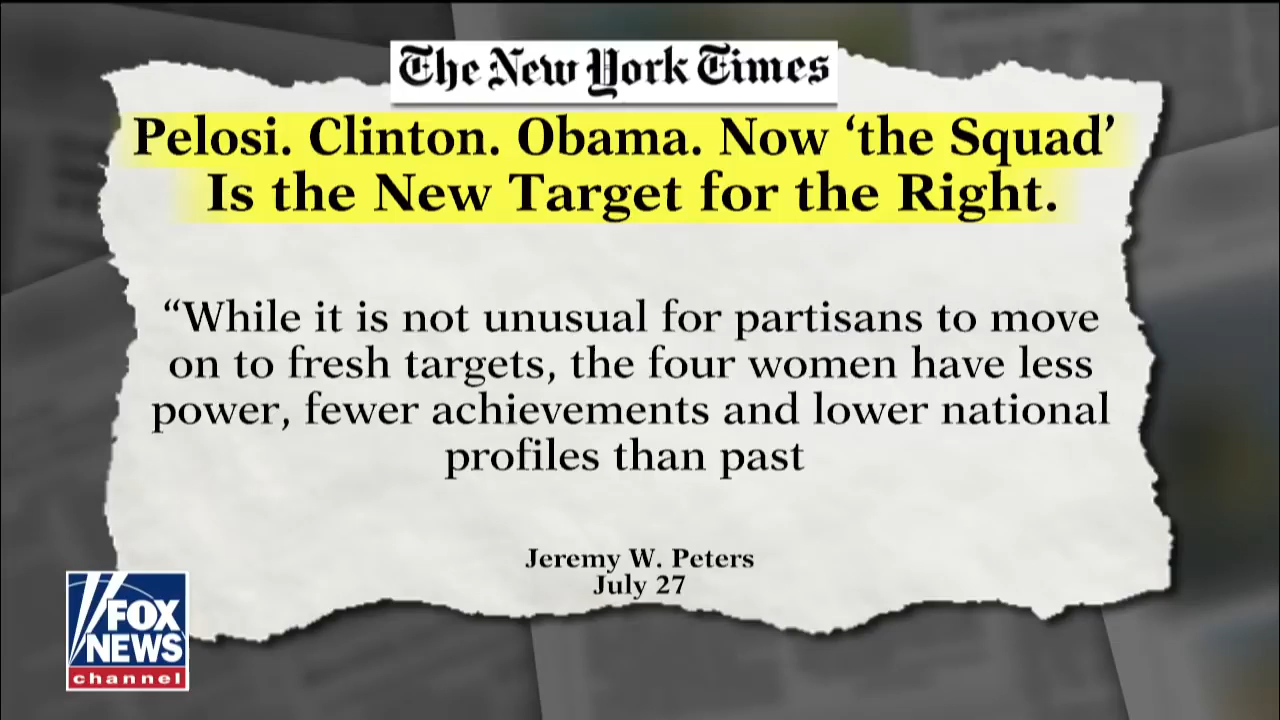 The New York Times
Pelosi. Clinton. Obama. Now ‘the Squad’
Is the New Target for the Right.
“While it is not unusual for partisans to move
on to fresh targets, the four women have less
power, fewer achievements and lower national
profiles than past
Jeremy W. Peters
July 27
FOX
NEWS
channel